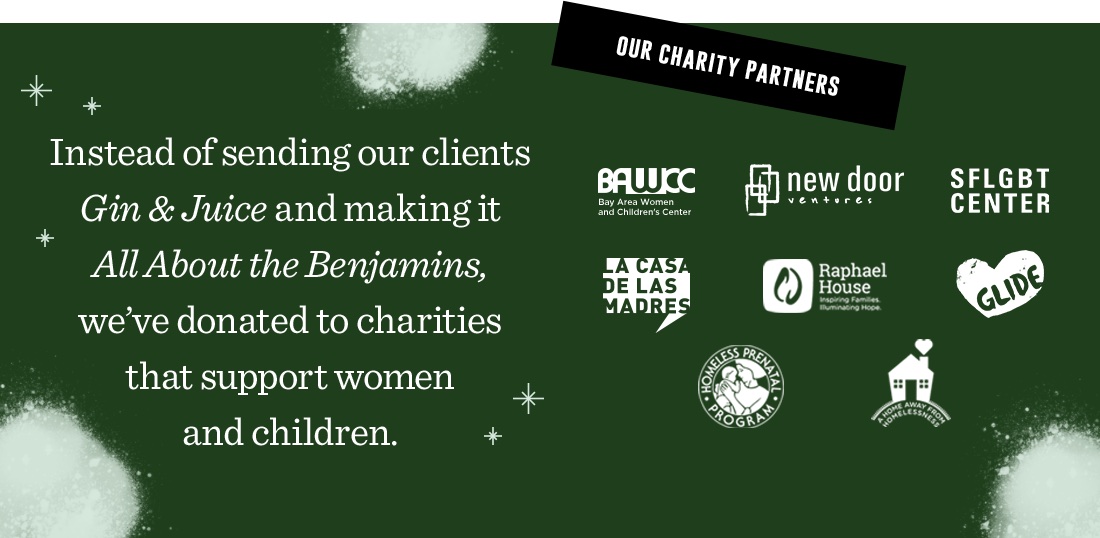 OUR CHARITY PARTNERS
Instead of sending our clients
Gin & Juice and making it
All About the Benjamins,
we’ve donated to charities
that support women
and children.
BAWCC
Bay Area Women
and Children's Center
new door
ventures
SFLGBT
CENTER
LA CASA
DE LAS
MADRES
Raphael
House
Inspiring Families.
Illuminating Hope.
GLIDE
HOMELESS PRENATAL
PROGRAM
A HOME AWAY FROM
HOMELESSNESS